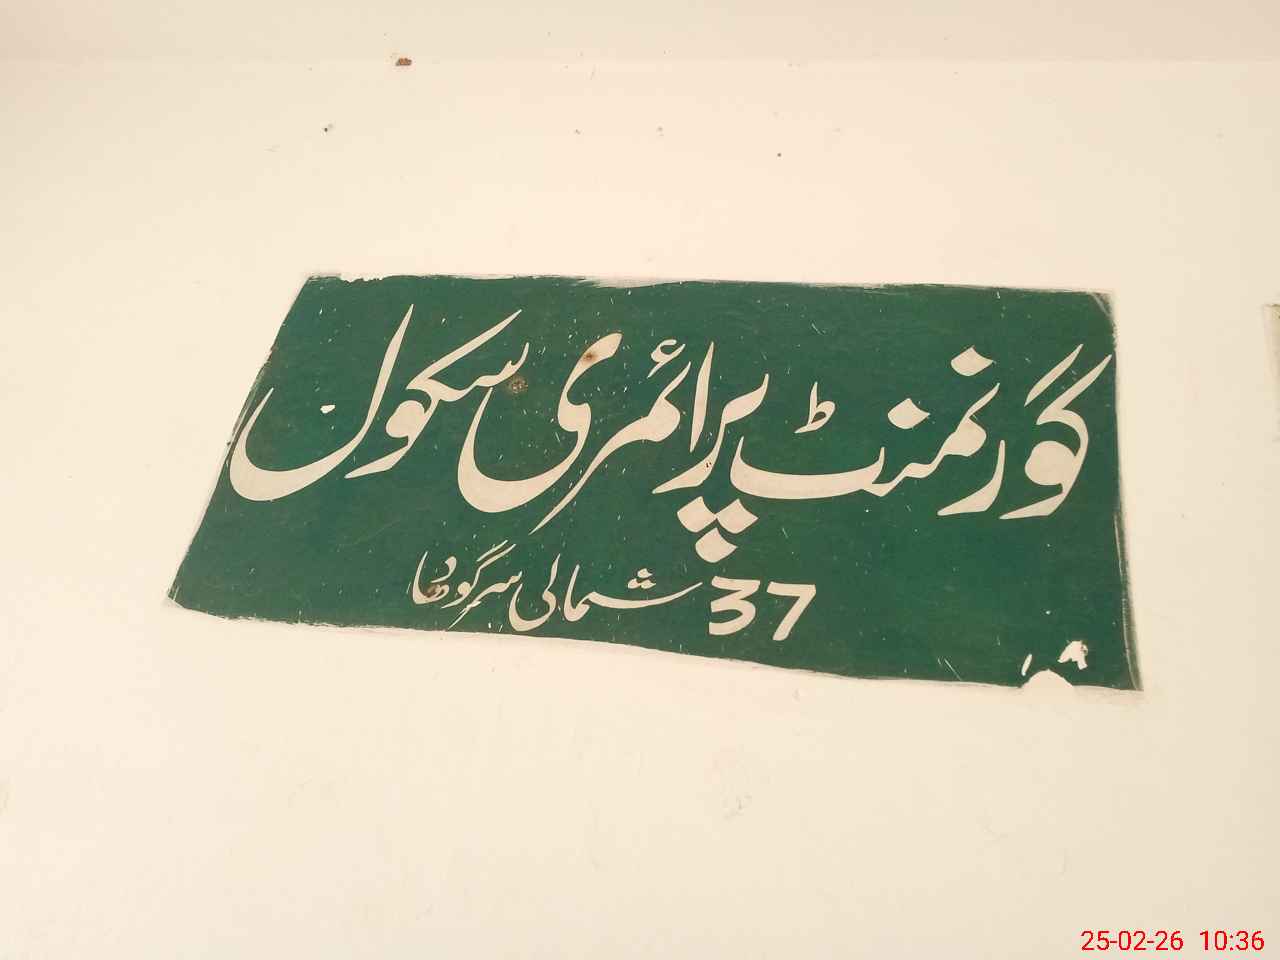 گورنمنٹ پرائمری سکول
37 شمالی سرگودھا
25-02-26 10:36